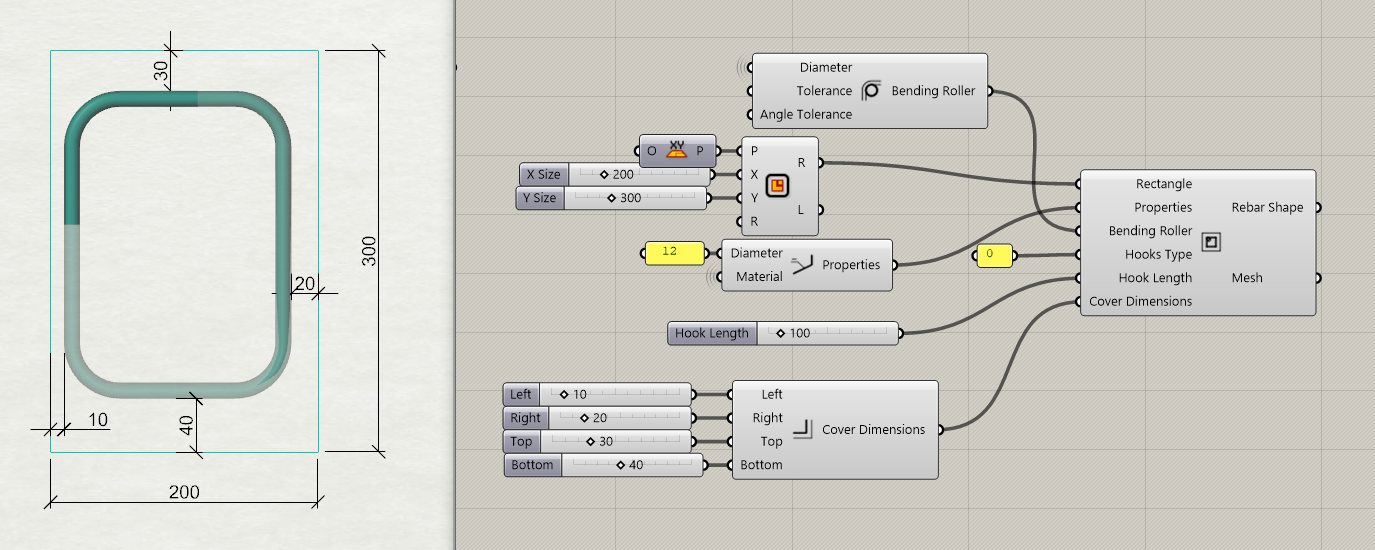 30
300
20
10
40
200
Diameter
Tolerance
Angle Tolerance
Bending Roller
O XY P
X Size 200
Y Size 300
P
X
Y
R
R
L
12
Diameter
Material
Properties
0
Hook Length 100
Left 10
Right 20
Top 30
Bottom 40
Left
Right
Top
Bottom
Cover Dimensions
Rectangle
Properties
Bending Roller
Hooks Type
Hook Length
Cover Dimensions
Rebar Shape
Mesh